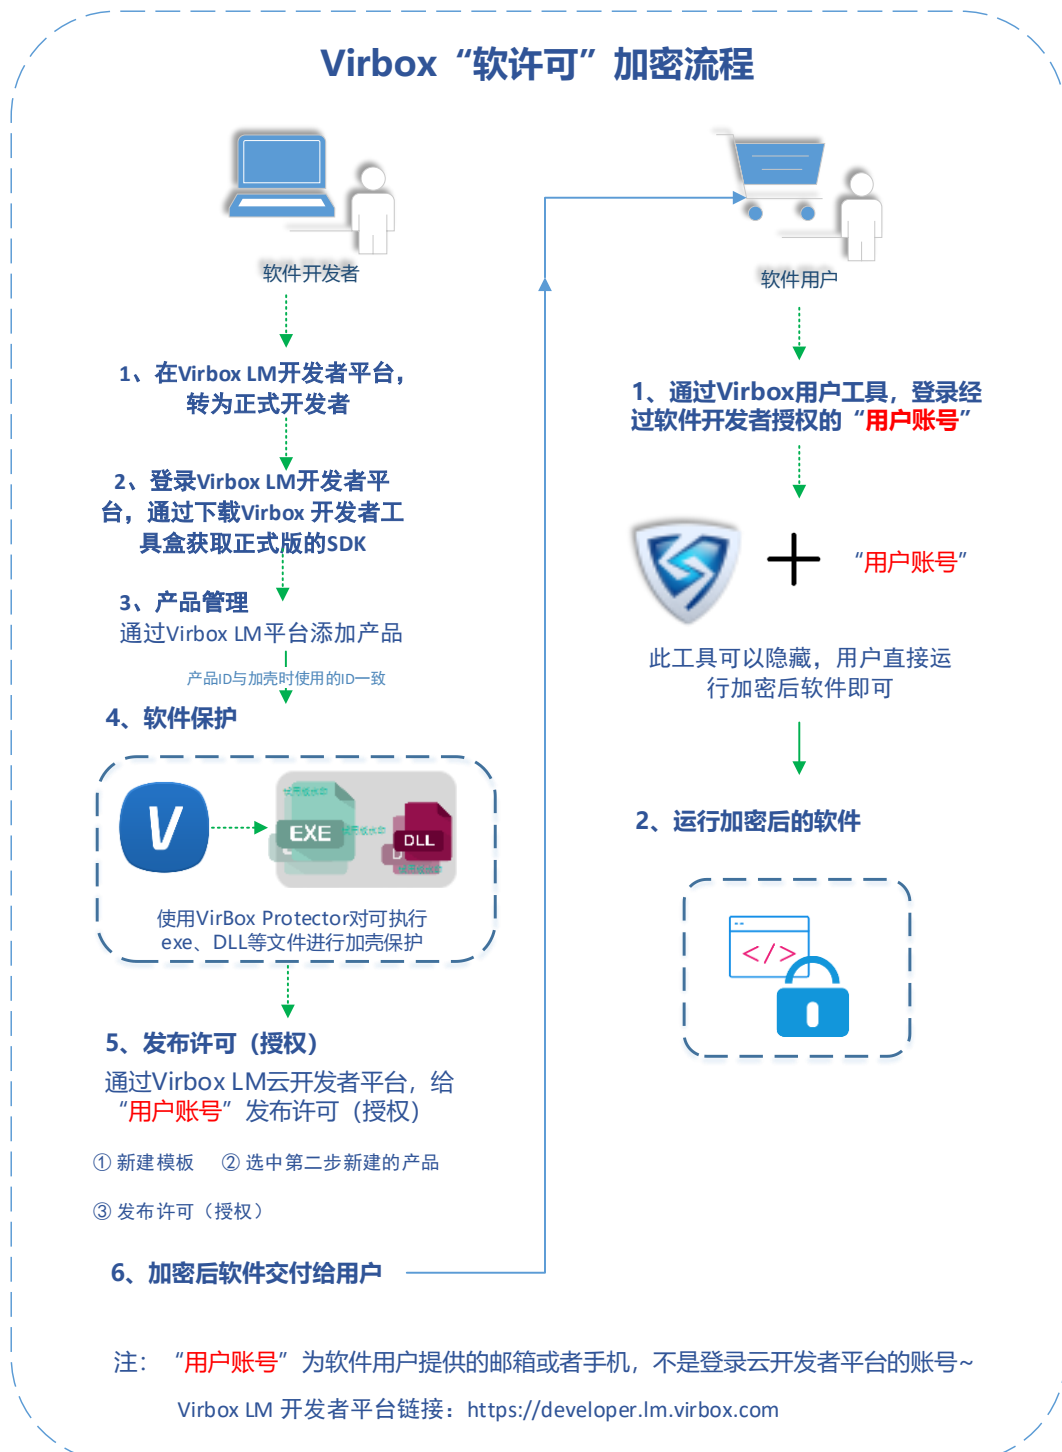 Virbox “软许可”加密流程
软件开发者
1、在Virbox LM开发者平台，
转为正式开发者
2、登录Virbox LM开发者平
台，通过下载Virbox 开发者工
具盒获取正式版的SDK
3、产品管理
通过Virbox LM平台添加产品
产品ID与加壳时使用的ID一致
4、软件保护
V
EXE
DLL
使用VirBox Protector对可执行
exe、DLL等文件进行加壳保护
5、发布许可（授权）
通过Virbox LM云开发者平台，给
“用户账号”发布许可（授权）
① 新建模板 ② 选中第二步新建的产品
③ 发布许可（授权）
6、加密后软件交付给用户
软件用户
1、通过Virbox用户工具，登录经
过软件开发者授权的“用户账号”
“用户账号”
此工具可以隐藏，用户直接运
行加密后软件即可
2、运行加密后的软件
</>
注： “用户账号”为软件用户提供的邮箱或者手机，不是登录云开发者平台的账号~
Virbox LM 开发者平台链接：https://developer.lm.virbox.com